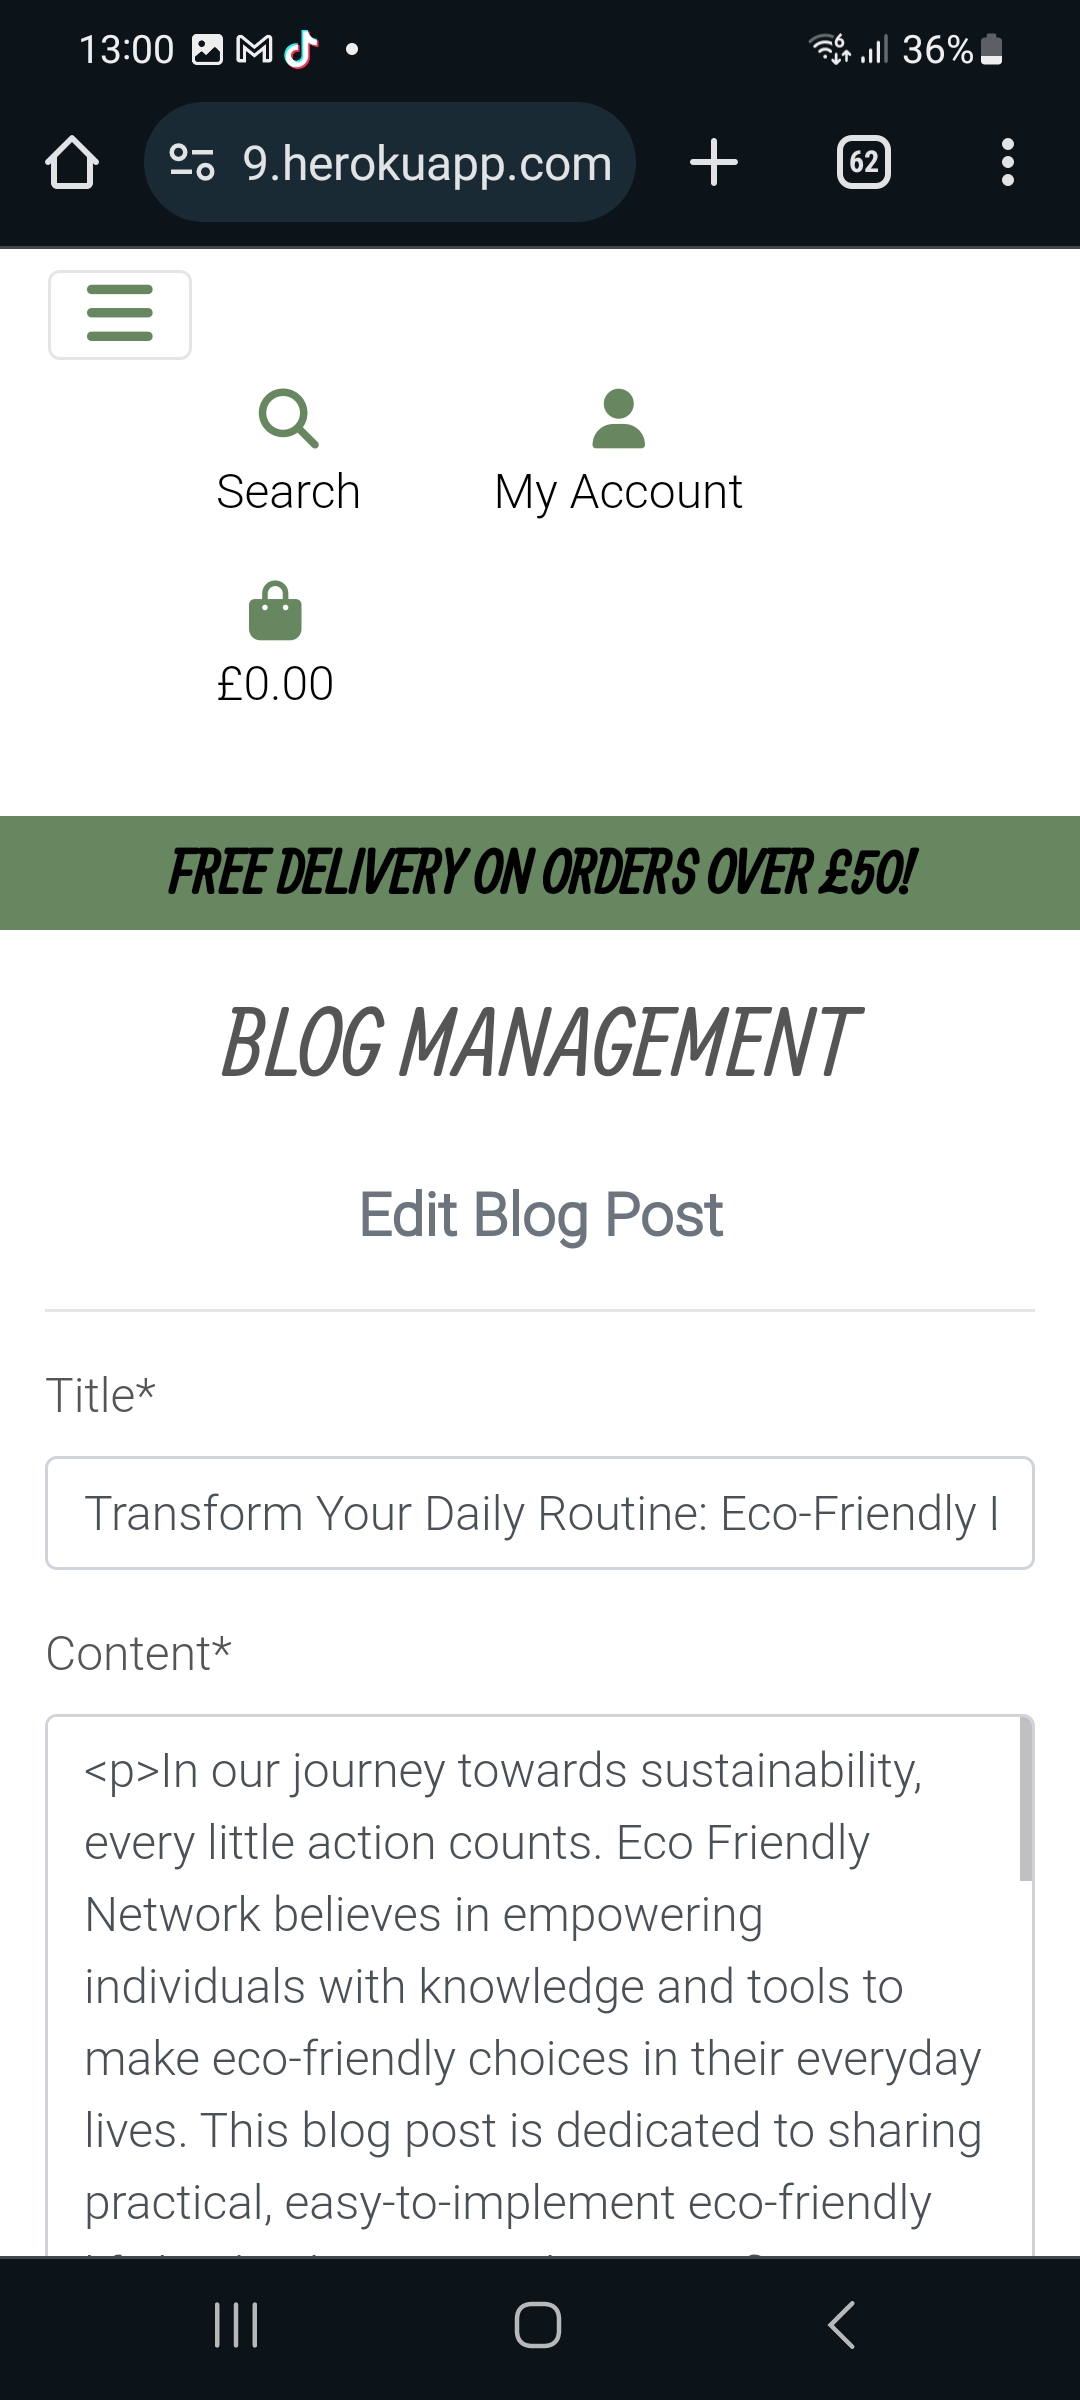 13:00
36%
9.herokuapp.com
62
Search
My Account
£0.00
FREE DELIVERY ON ORDERS OVER £50!
BLOG MANAGEMENT
Edit Blog Post
Title*
Transform Your Daily Routine: Eco-Friendly
Content*
<p>In our journey towards sustainability,
every little action counts. Eco Friendly
Network believes in empowering
individuals with knowledge and tools to
make eco-friendly choices in their everyday
lives. This blog post is dedicated to sharing
practical, easy-to-implement eco-friendly